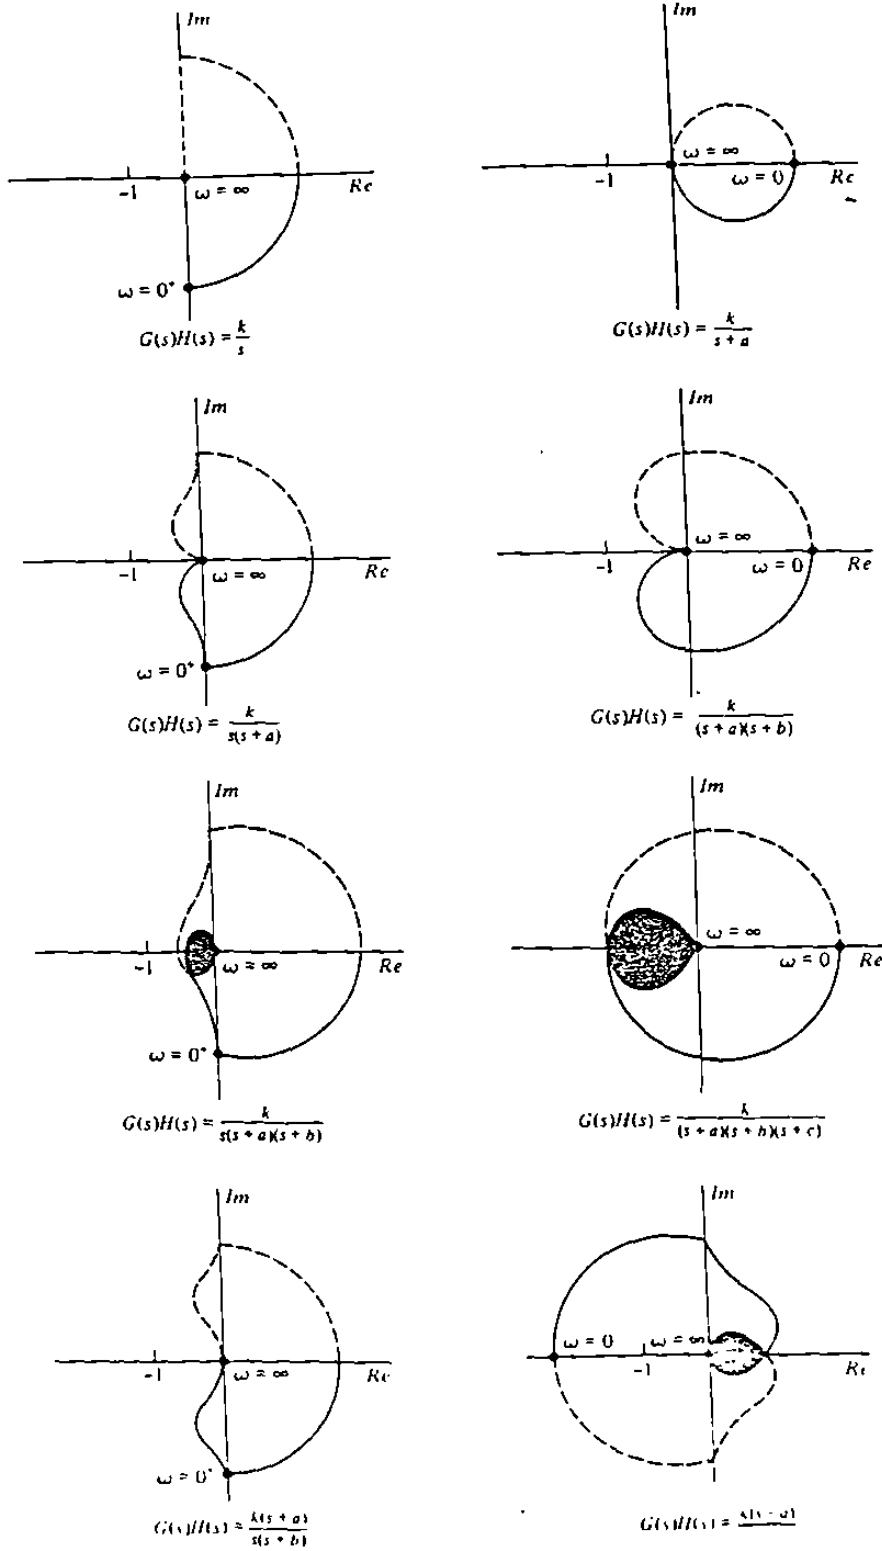 Im
-1
ω = ∞
Re
ω = 0⁺
G(s)H(s) = k/s
Im
-1
ω = ∞
ω = 0
Re
G(s)H(s) = k/(s + a)
Im
-1
ω = ∞
Re
ω = 0⁺
G(s)H(s) = k/(s(s + a))
Im
-1
ω = ∞
ω = 0
Re
G(s)H(s) = k/((s + a)(s + b))
Im
-1
ω = ∞
Re
ω = 0⁺
G(s)H(s) = k/(s(s + a)(s + b))
Im
ω = ∞
ω = 0
Re
G(s)H(s) = k/((s + a)(s + b)(s + c))
Im
-1
ω = ∞
Re
ω = 0⁺
G(s)H(s) = k(s + a)/(s(s + b))
Im
ω = 0
ω = ∞
-1
Re
G(s)H(s) =